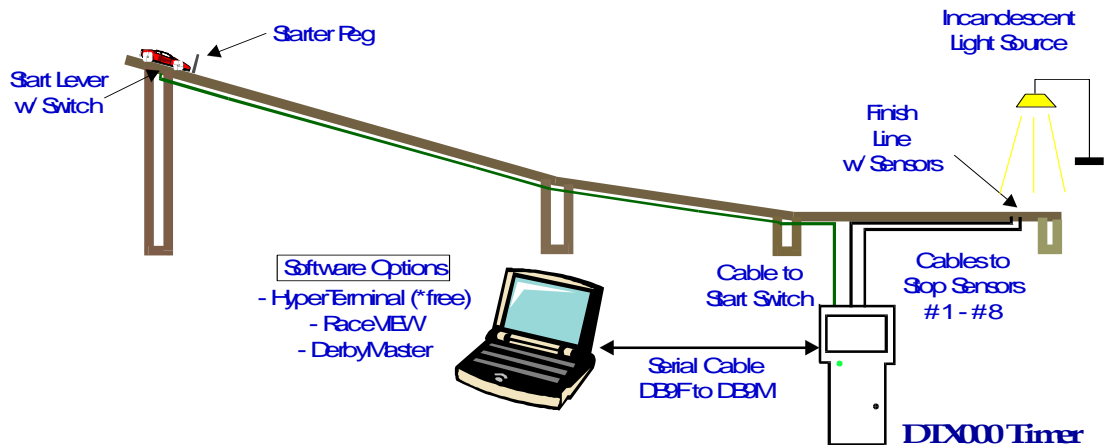 Starter Peg
Start Lever
w/ Switch
Incandescent
Light Source
Finish
Line
w/ Sensors
Software Options
- HyperTerminal (*free)
- RaceVIEW
- DerbyMaster
Cable to
Start Switch
Cables to
Stop Sensors
#1 - #8
Serial Cable
DB9F to DB9M
DTX000 Timer